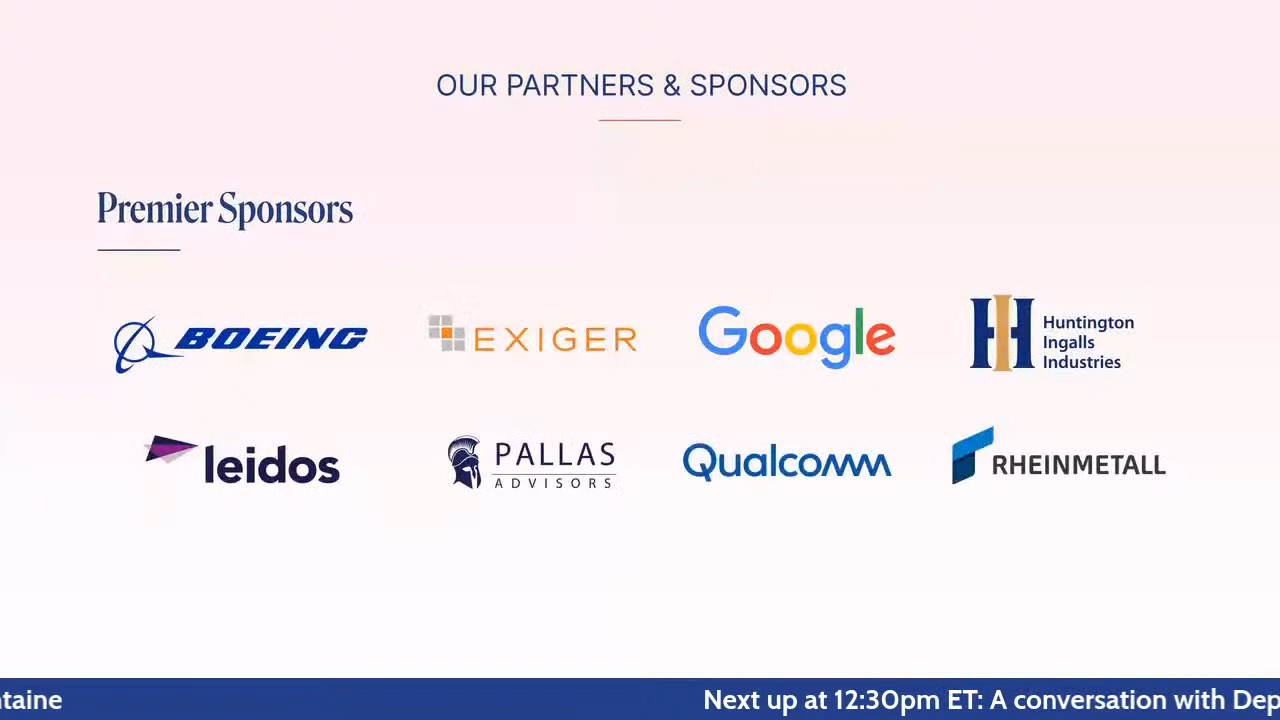 OUR PARTNERS & SPONSORS
Premier Sponsors
BOEING
EXIGER
Google
Huntington
Ingalls
Industries
leidos
PALLAS
ADVISORS
Qualcomm
RHEINMETALL
ntaine
Next up at 12:30pm ET: A conversation with Dep